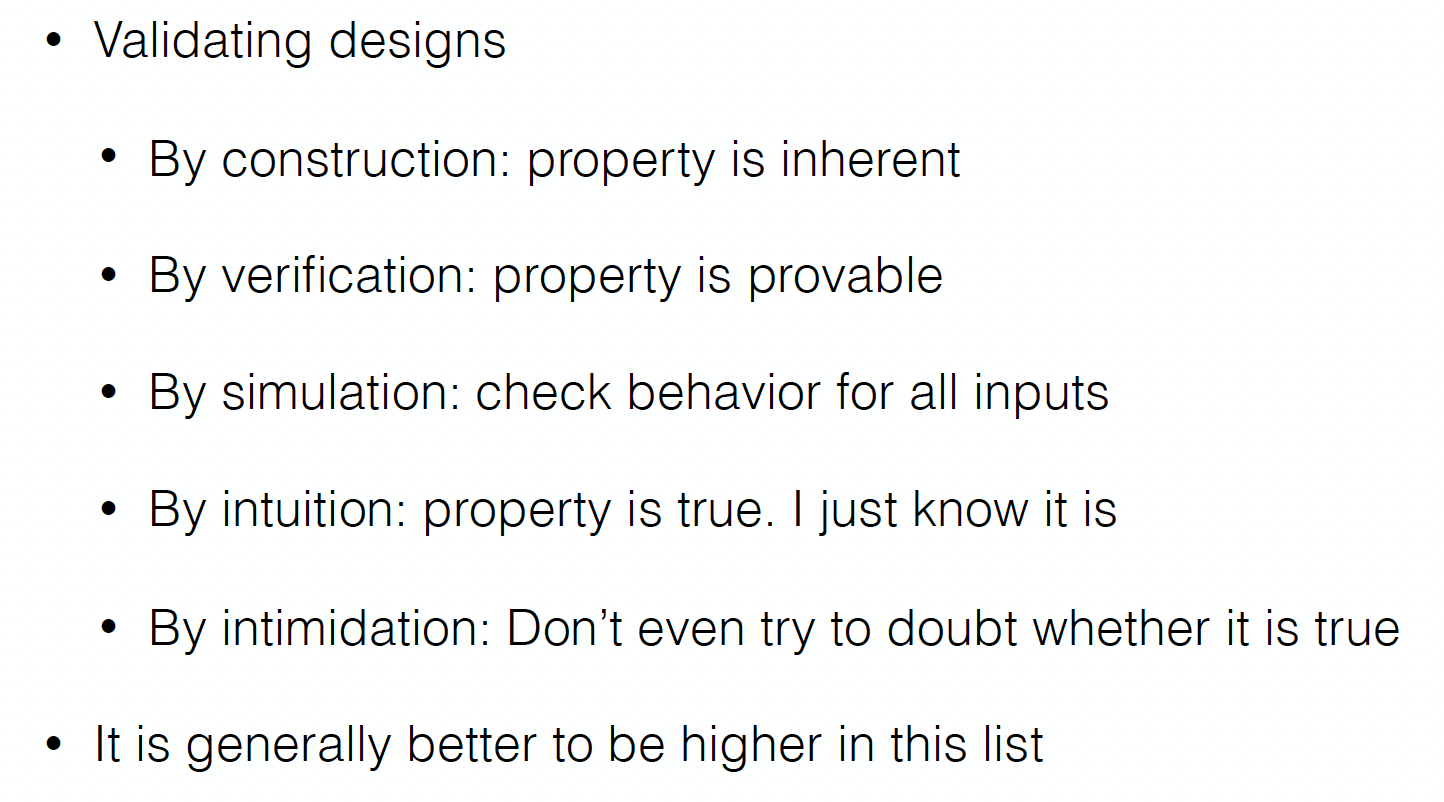 • Validating designs
• By construction: property is inherent
• By verification: property is provable
• By simulation: check behavior for all inputs
• By intuition: property is true. I just know it is
• By intimidation: Don’t even try to doubt whether it is true
• It is generally better to be higher in this list